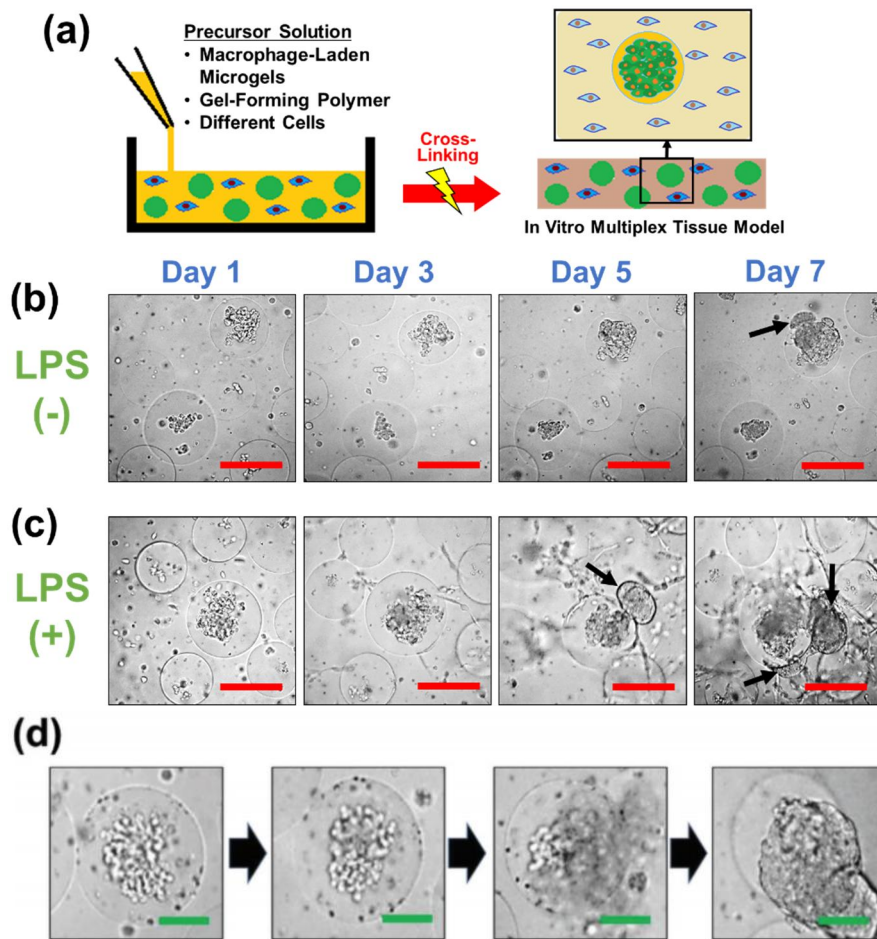 (a)
Precursor Solution
• Macrophage-Laden
Microgels
• Gel-Forming Polymer
• Different Cells
Cross-
Linking
In Vitro Multiplex Tissue Model
Day 1 Day 3 Day 5 Day 7
(b)
LPS
(-)
(c)
LPS
(+)
(d)